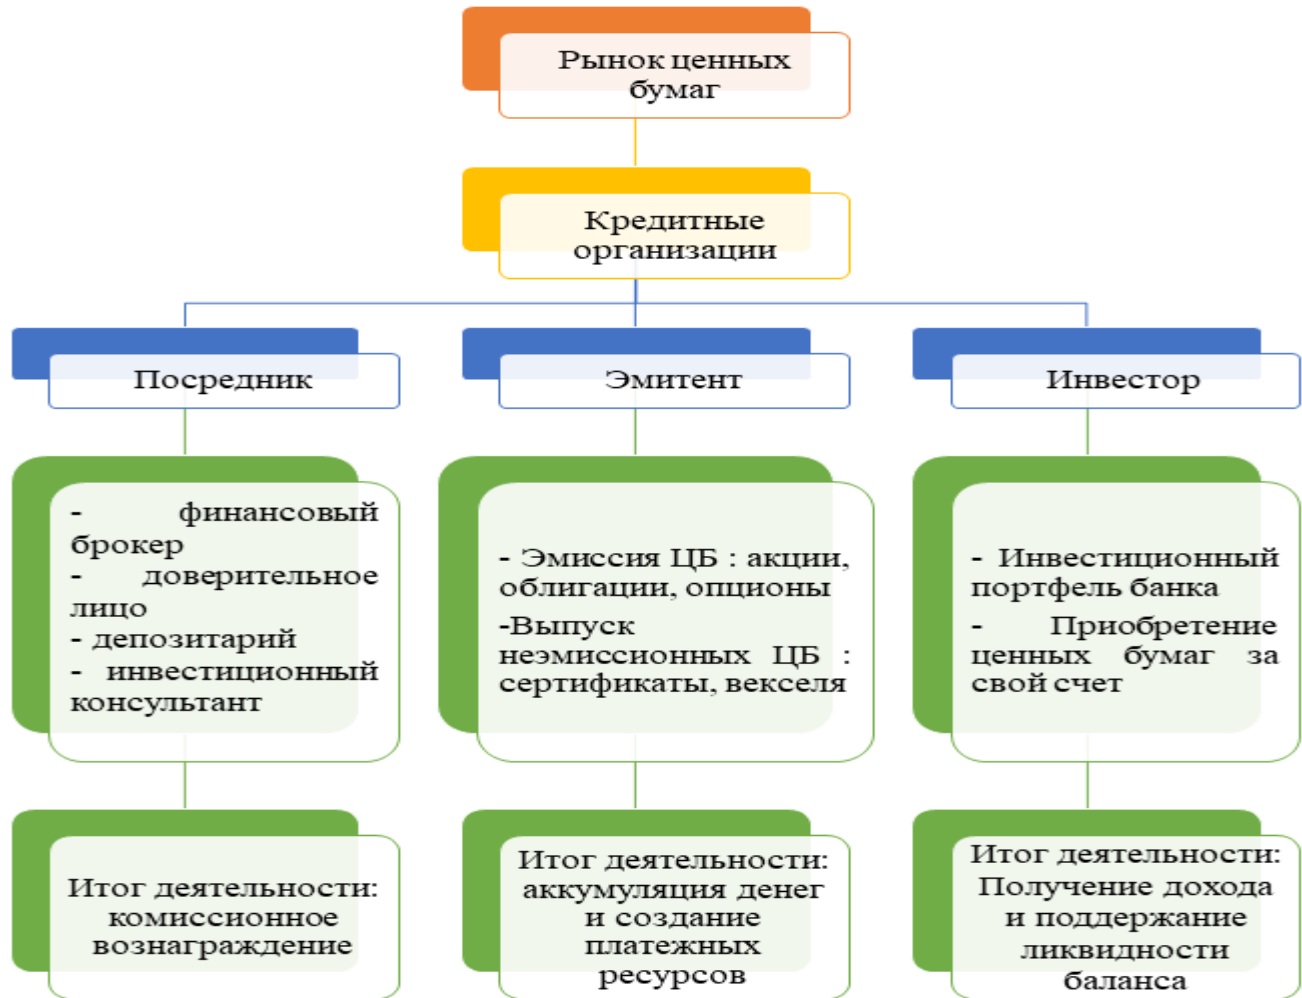 Рынок ценных
бумаг
Кредитные
организации
Посредник
Эмитент
Инвестор
- финансовый
брокер
- доверительное
лицо
- депозитарий
- инвестиционный
консультант
- Эмиссия ЦБ : акции,
облигации, опционы
-Выпуск
неэмиссионных ЦБ :
сертификаты, векселя
- Инвестиционный
портфель банка
- Приобретение
ценных бумаг за
свой счет
Итог деятельности:
комиссионное
вознаграждение
Итог деятельности:
аккумуляция денег
и создание
платежных
ресурсов
Итог деятельности:
Получение дохода
и поддержание
ликвидности
баланса